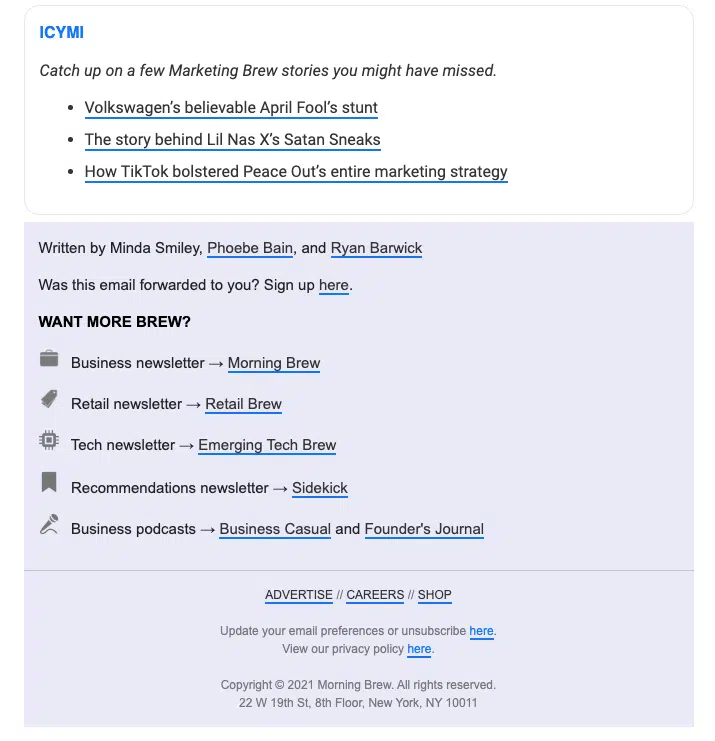 ICYMI
Catch up on a few Marketing Brew stories you might have missed.
• Volkswagen’s believable April Fool’s stunt
• The story behind Lil Nas X’s Satan Sneaks
• How TikTok bolstered Peace Out’s entire marketing strategy
Written by Minda Smiley, Phoebe Bain, and Ryan Barwick
Was this email forwarded to you? Sign up here.
WANT MORE BREW?
Business newsletter → Morning Brew
Retail newsletter → Retail Brew
Tech newsletter → Emerging Tech Brew
Recommendations newsletter → Sidekick
Business podcasts → Business Casual and Founder's Journal
ADVERTISE // CAREERS // SHOP
Update your email preferences or unsubscribe here.
View our privacy policy here.
Copyright © 2021 Morning Brew. All rights reserved.
22 W 19th St, 8th Floor, New York, NY 10011